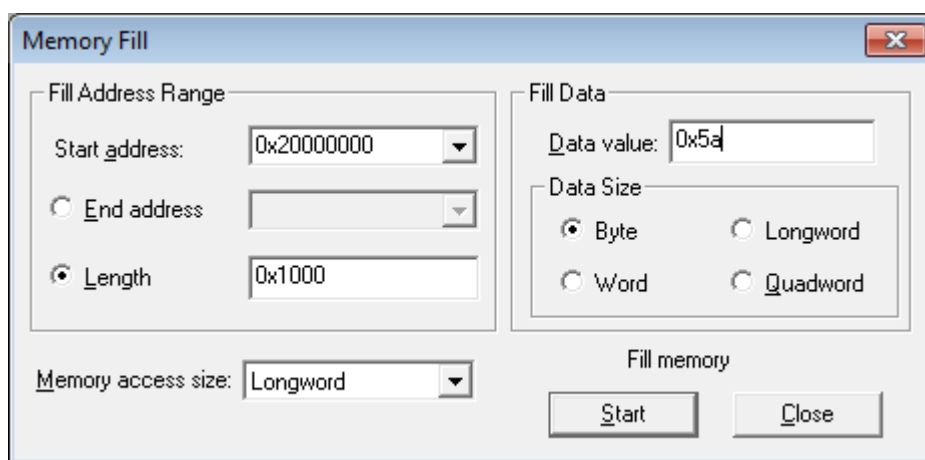 Memory Fill
Fill Address Range
Start address:
0x20000000
End address
Length
0x1000
Memory access size:
Longword
Fill Data
Data value:
0x5a
Data Size
Byte
Longword
Word
Quadword
Fill memory
Start
Close